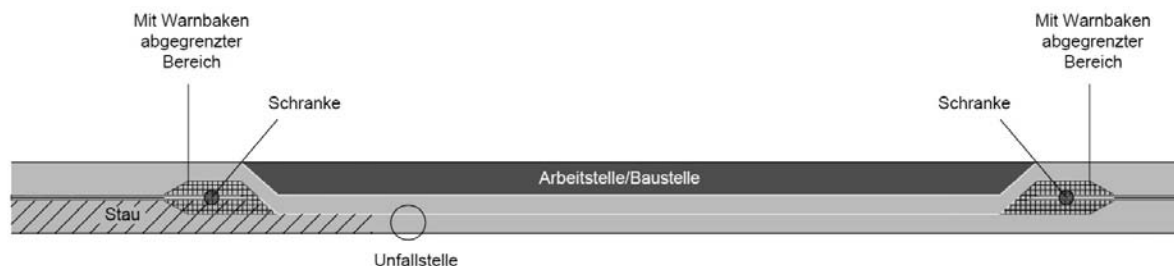 Mit Warnbaken
abgegrenzter
Bereich
Schranke
Schranke
Mit Warnbaken
abgegrenzter
Bereich
Arbeitstelle/Baustelle
Stau
Unfallstelle